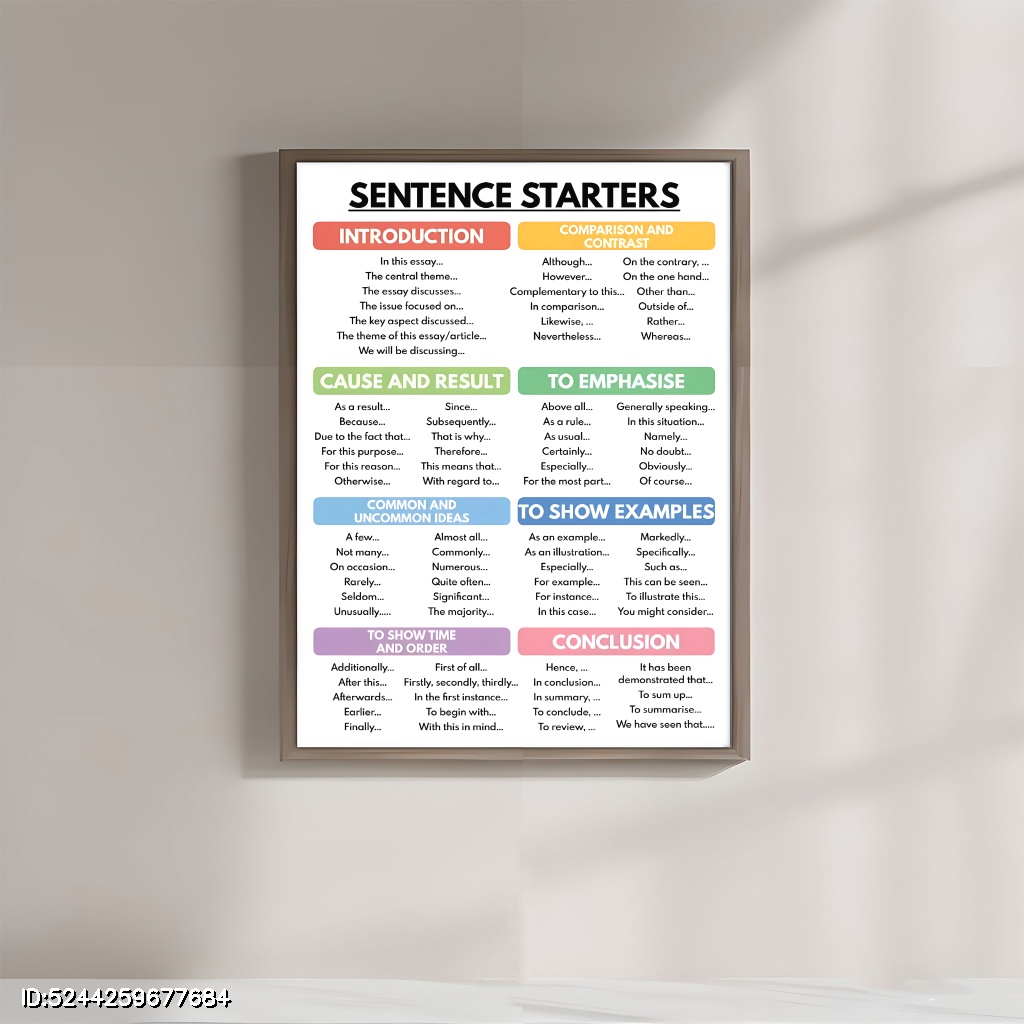 SENTENCE STARTERS
INTRODUCTION
In this essay...
The central theme...
The essay discusses...
The issue focused on...
The key aspect discussed...
The theme of this essay/article...
We will be discussing...
COMPARISON AND
CONTRAST
Although... On the contrary, ...
However... On the one hand...
Complementary to this... Other than...
In comparison... Outside of...
Likewise, ... Rather...
Nevertheless... Whereas...
CAUSE AND RESULT
As a result... Since...
Because... Subsequently...
Due to the fact that... That is why...
For this purpose... Therefore...
For this reason... This means that...
Otherwise... With regard to...
TO EMPHASISE
Above all... Generally speaking...
As a rule... In this situation...
As usual... Namely...
Certainly... No doubt...
Especially... Obviously...
For the most part... Of course...
COMMON AND
UNCOMMON IDEAS
A few... Almost all...
Not many... Commonly...
On occasion... Numerous...
Rarely... Quite often...
Seldom... Significant...
Unusually..... The majority...
TO SHOW EXAMPLES
As an example... Markedly...
As an illustration... Specifically...
Especially... Such as...
For example... This can be seen...
For instance... To illustrate this...
In this case... You might consider...
TO SHOW TIME
AND ORDER
Additionally... First of all...
After this... Firstly, secondly, thirdly...
Afterwards... In the first instance...
Earlier... To begin with...
Finally... With this in mind...
CONCLUSION
Hence, ...
In conclusion...
In summary, ...
To conclude, ...
To review, ...
It has been
demonstrated that...
To sum up...
To summarise...
We have seen that.....
ID:5244259677684